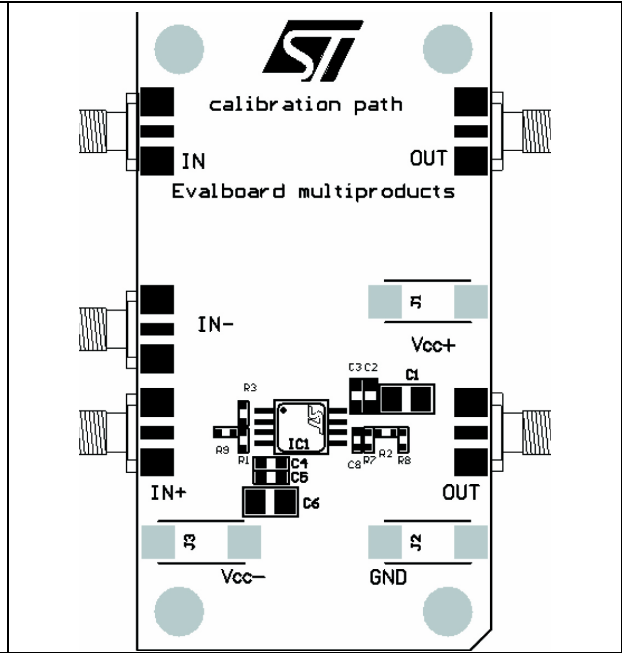 ST
calibration path
IN OUT
Evalboard multiproducts
J1
IN-
Vcc+
C3 C2 C1
R3
IC1
R9 R1 C8 R7 R2 R8
C4
C5
IN+ C6 OUT
J3 J2
Vcc- GND